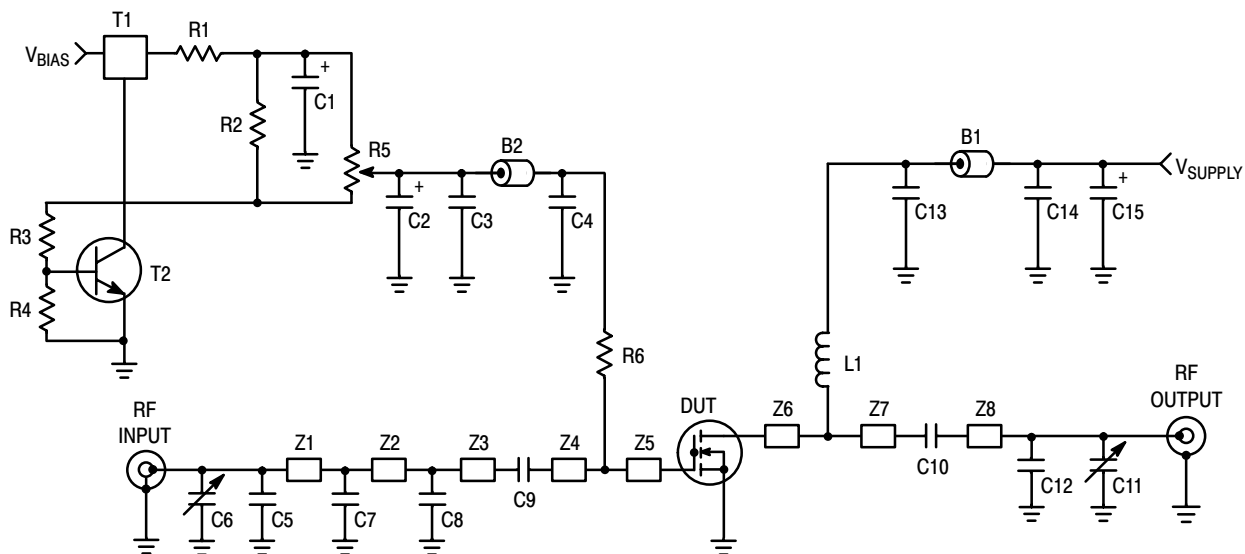 T1
R1
V_BIAS
+
C1
R2
R5
B2
B1
V_SUPPLY
+
C2
C3
C4
C13
C14
+
C15
R3
T2
R4
R6
L1
RF
INPUT
DUT
RF
OUTPUT
Z1
Z2
Z3
Z4
Z5
Z6
Z7
Z8
C6
C5
C7
C8
C9
C10
C12
C11